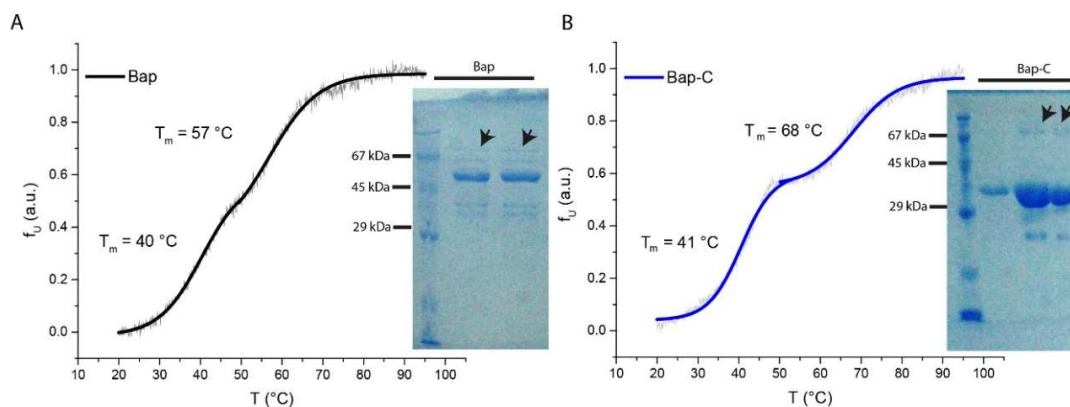 A
Bap
1.0
0.8
0.6
0.4
0.2
0.0
f_U (a.u.)
T_m = 57 °C
T_m = 40 °C
10 20 30 40 50 60 70 80 90 100
T (°C)
Bap
67 kDa
45 kDa
29 kDa
B
Bap-C
1.0
0.8
0.6
0.4
0.2
0.0
f_U (a.u.)
T_m = 68 °C
T_m = 41 °C
10 20 30 40 50 60 70 80 90 100
T (°C)
Bap-C
67 kDa
45 kDa
29 kDa